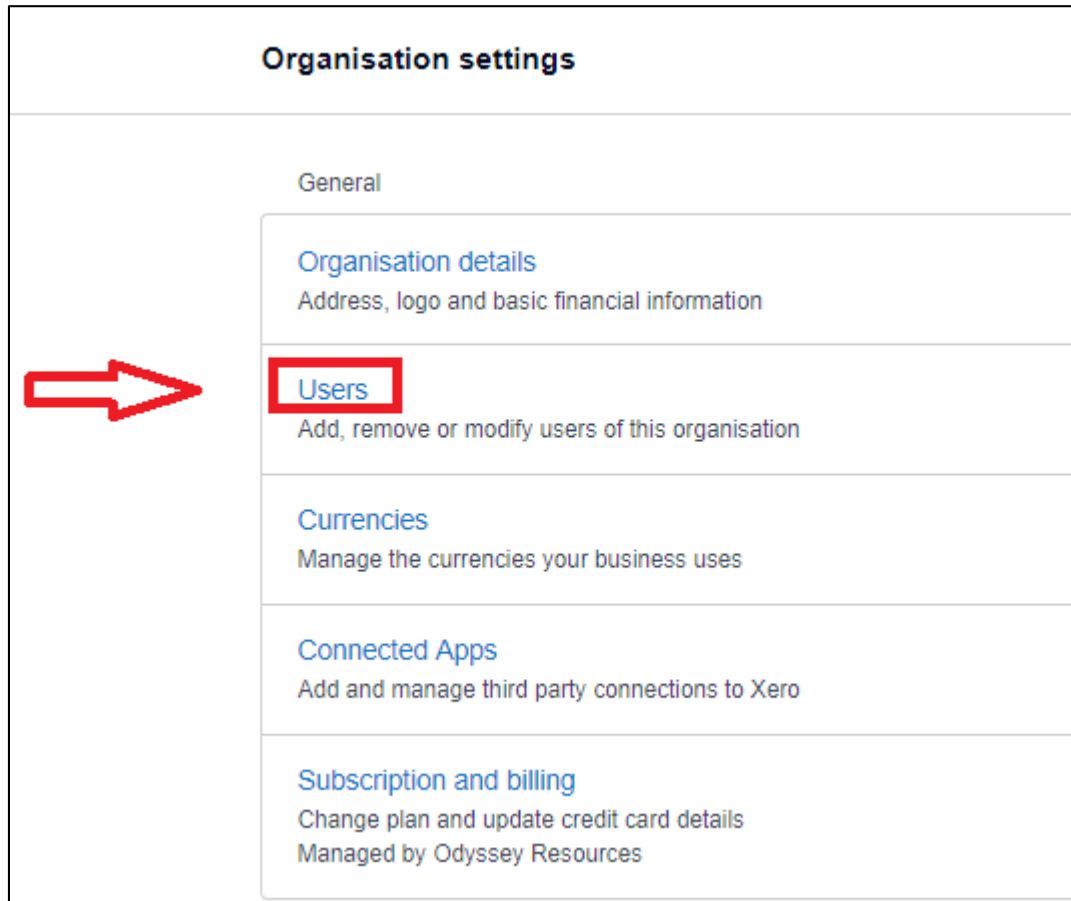 Organisation settings
General
Organisation details
Address, logo and basic financial information
Users
Add, remove or modify users of this organisation
Currencies
Manage the currencies your business uses
Connected Apps
Add and manage third party connections to Xero
Subscription and billing
Change plan and update credit card details
Managed by Odyssey Resources